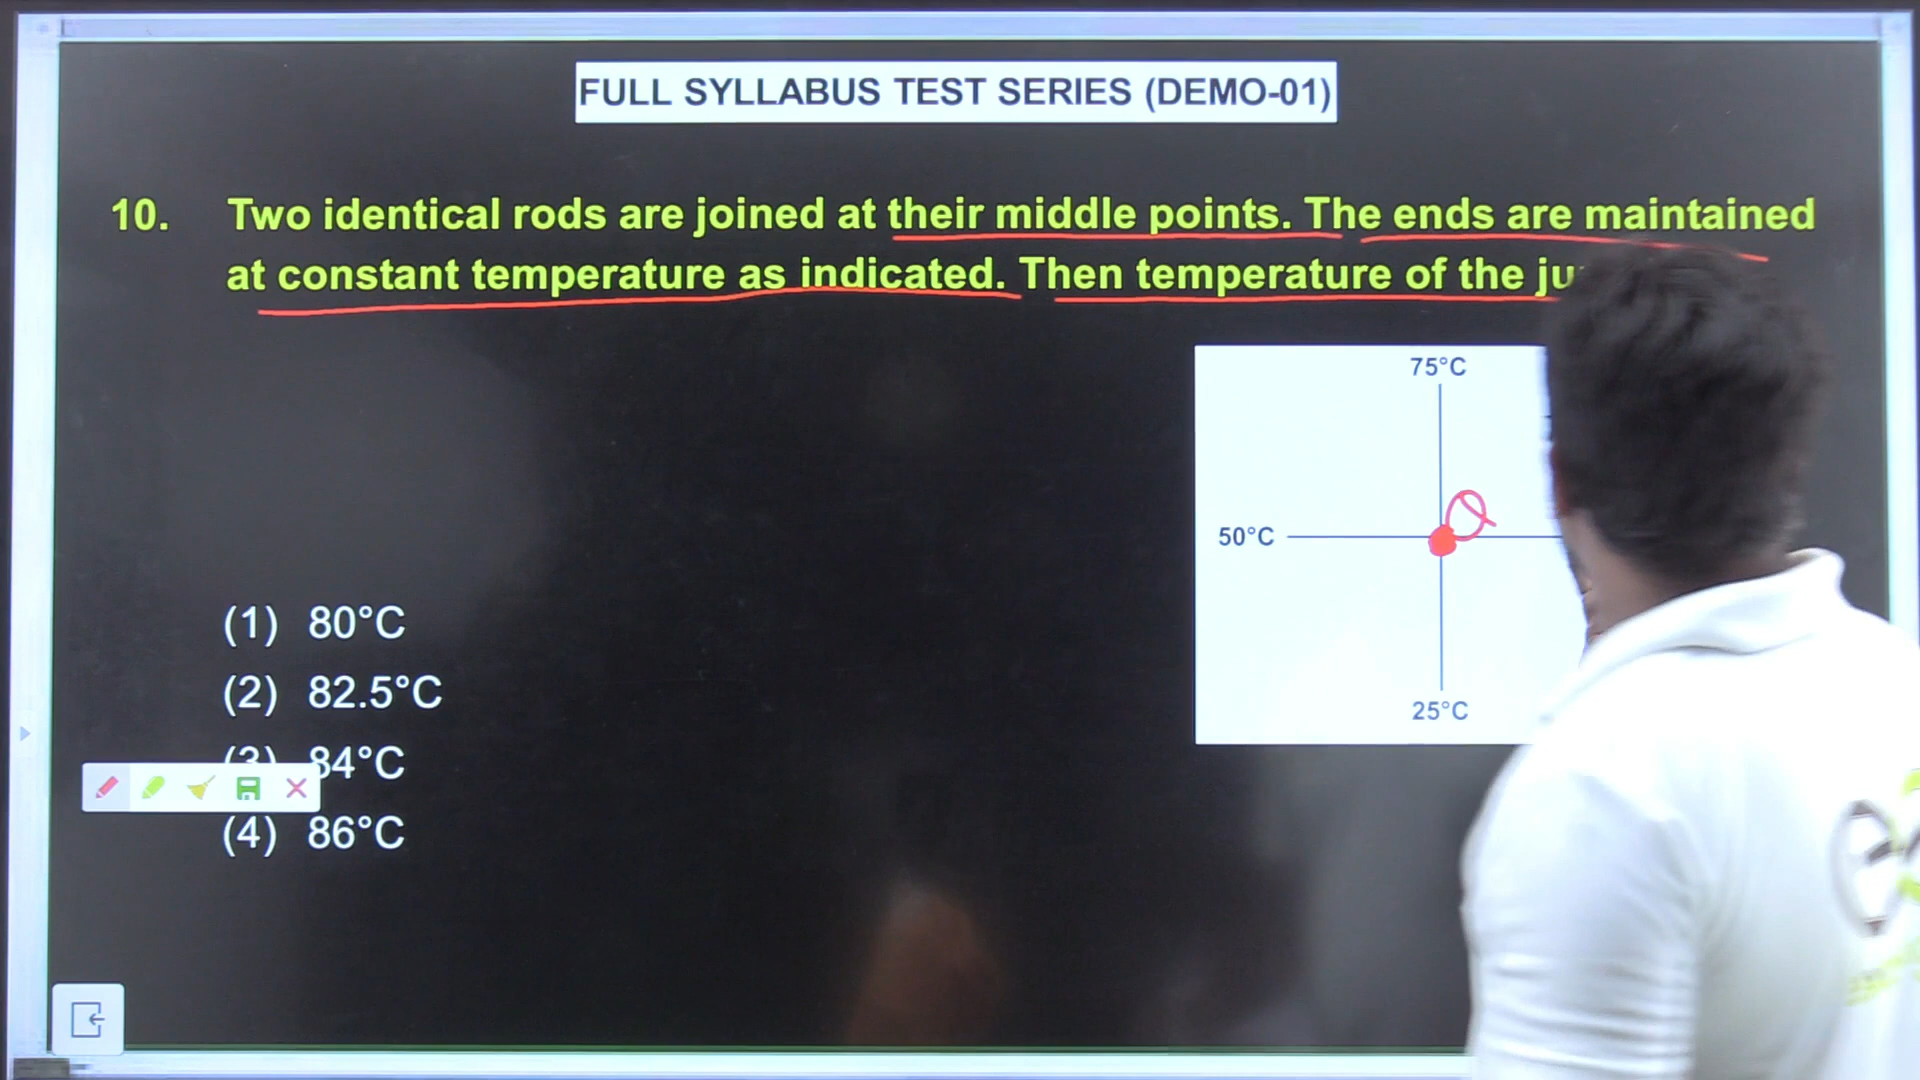 FULL SYLLABUS TEST SERIES (DEMO-01)
10. Two identical rods are joined at their middle points. The ends are maintained
at constant temperature as indicated. Then temperature of the
75°C
50°C
25°C
(1) 80°C
(2) 82.5°C
(3) 84°C
(4) 86°C